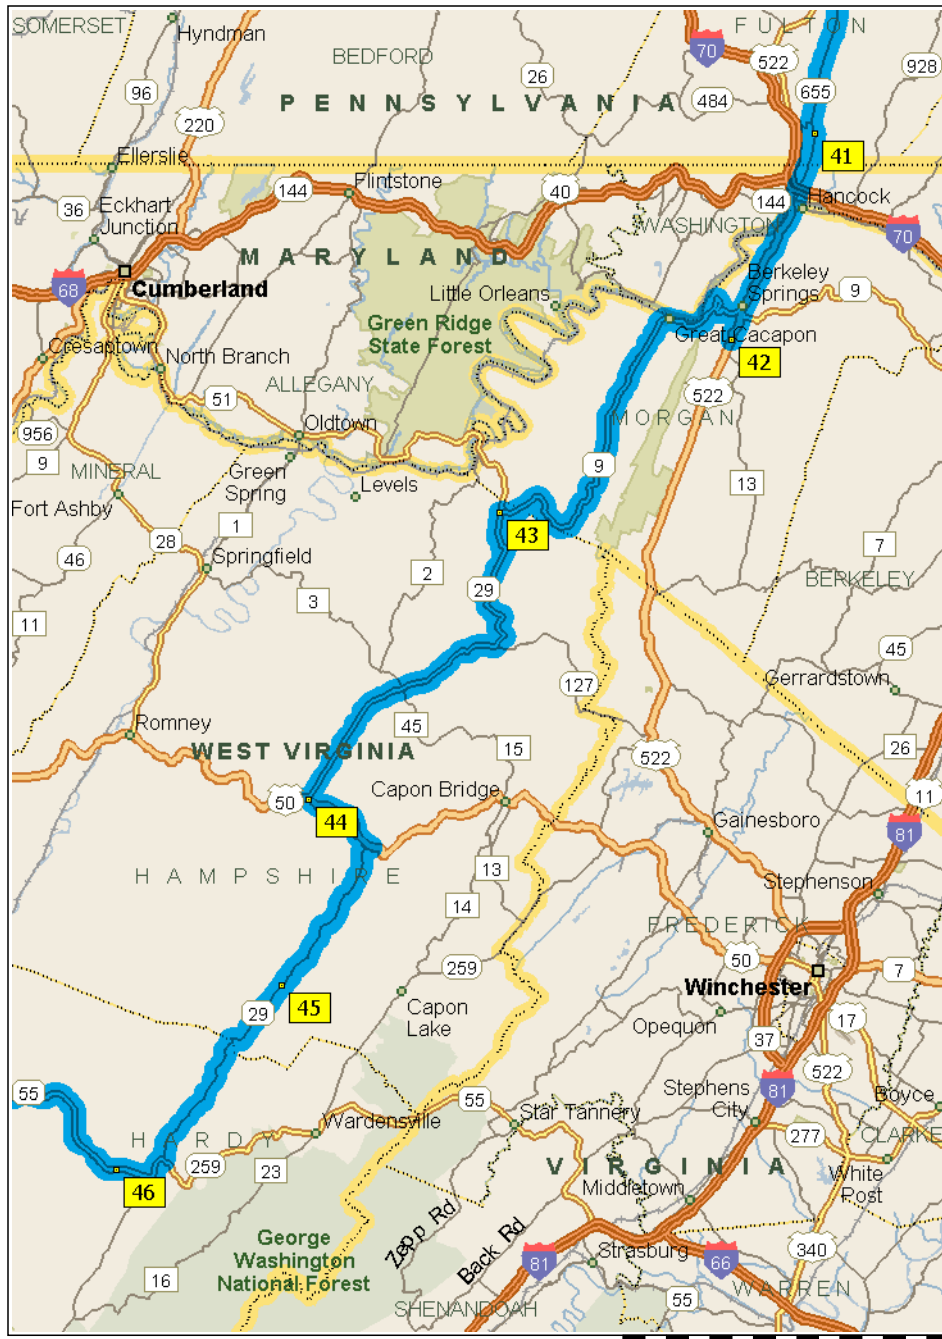 SOMERSET
Hyndman
FULTON
70
522
BEDFORD
26
928
96
655
PENNSYLVANIA
484
220
41
Ellerslie
144
Flintstone
40
144
Hancock
36
Eckhart
Junction
WASHINGTON
70
MARYLAND
68
Cumberland
Little Orleans
Berkeley
Springs
9
Green Ridge
State Forest
Great Cacapon
Cresaptown
North Branch
42
ALLEGANY
522
51
Oldtown
MORGAN
956
9
MINERAL
Green
Spring
Levels
9
13
Fort Ashby
1
43
28
46
Springfield
2
7
29
BERKELEY
3
11
45
127
Gerrardstown
Romney
45
15
26
WEST VIRGINIA
522
50
Capon Bridge
11
44
Gainesboro
81
HAMPSHIRE
13
Stephenson
14
FREDERICK
50
259
7
45
Winchester
29
Capon
Lake
Opequon
17
37
55
522
Stephens
City
81
Boyce
55
Wardensville
Star Tannery
HARDY
277
CLARKE
259
23
VIRGINIA
White
Post
46
Middletown
Zepp Rd
Back Rd
George
Washington
National Forest
Strasburg
340
81
66
16
WARREN
SHENANDOAH
55